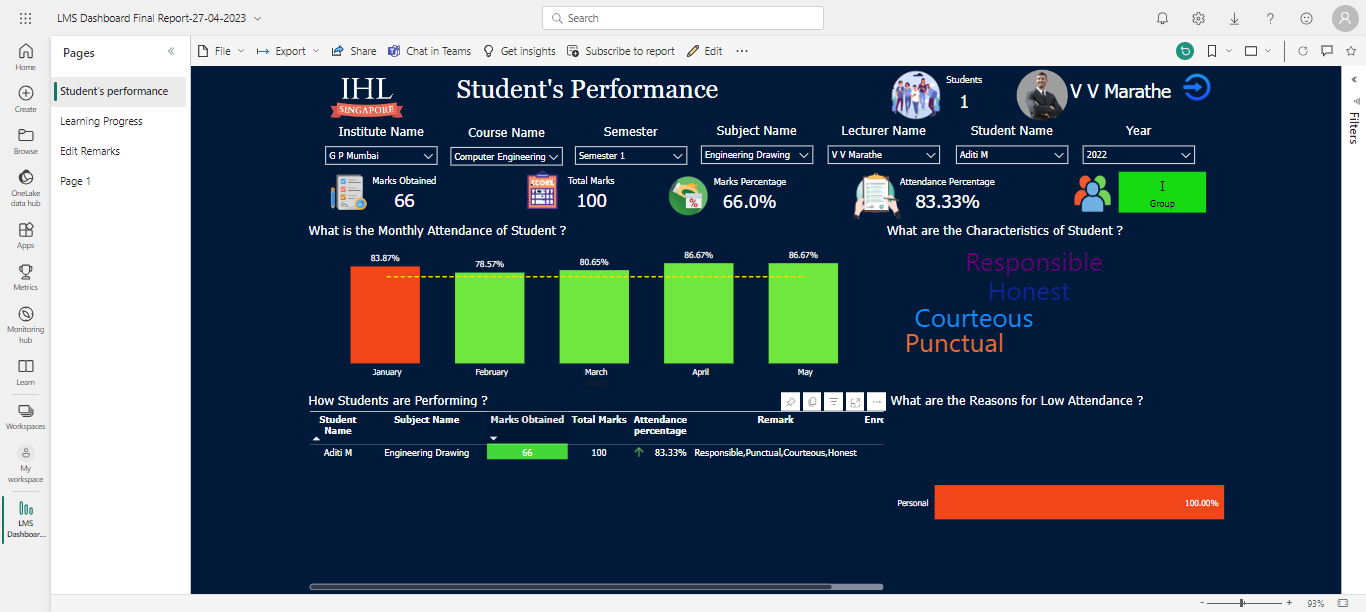 LMS Dashboard Final Report-27-04-2023
Search
Home
Create
Browse
OneLake
data hub
Apps
Metrics
Monitoring
hub
Learn
Workspaces
My
workspace
LMS
Dashboar...
Pages
Student's performance
Learning Progress
Edit Remarks
Page 1
File
Export
Share
Chat in Teams
Get insights
Subscribe to report
Edit
IHL
SINGAPORE
Student's Performance
Students
1
V V Marathe
Institute Name
Course Name
Semester
Subject Name
Lecturer Name
Student Name
Year
G P Mumbai
Computer Engineering
Semester 1
Engineering Drawing
V V Marathe
Aditi M
2022
Marks Obtained
66
SCORE
Total Marks
100
Marks Percentage
66.0%
Attendance Percentage
83.33%
I
Group
What is the Monthly Attendance of Student ?
83.87%
78.57%
80.65%
86.67%
86.67%
January
February
March
April
May
What are the Characteristics of Student ?
Responsible
Honest
Courteous
Punctual
How Students are Performing ?
Student
Name
Subject Name
Marks Obtained
Total Marks
Attendance
percentage
Remark
Enrc
Aditi M
Engineering Drawing
66
100
83.33%
Responsible,Punctual,Courteous,Honest
What are the Reasons for Low Attendance ?
Personal
100.00%
Filters
93%